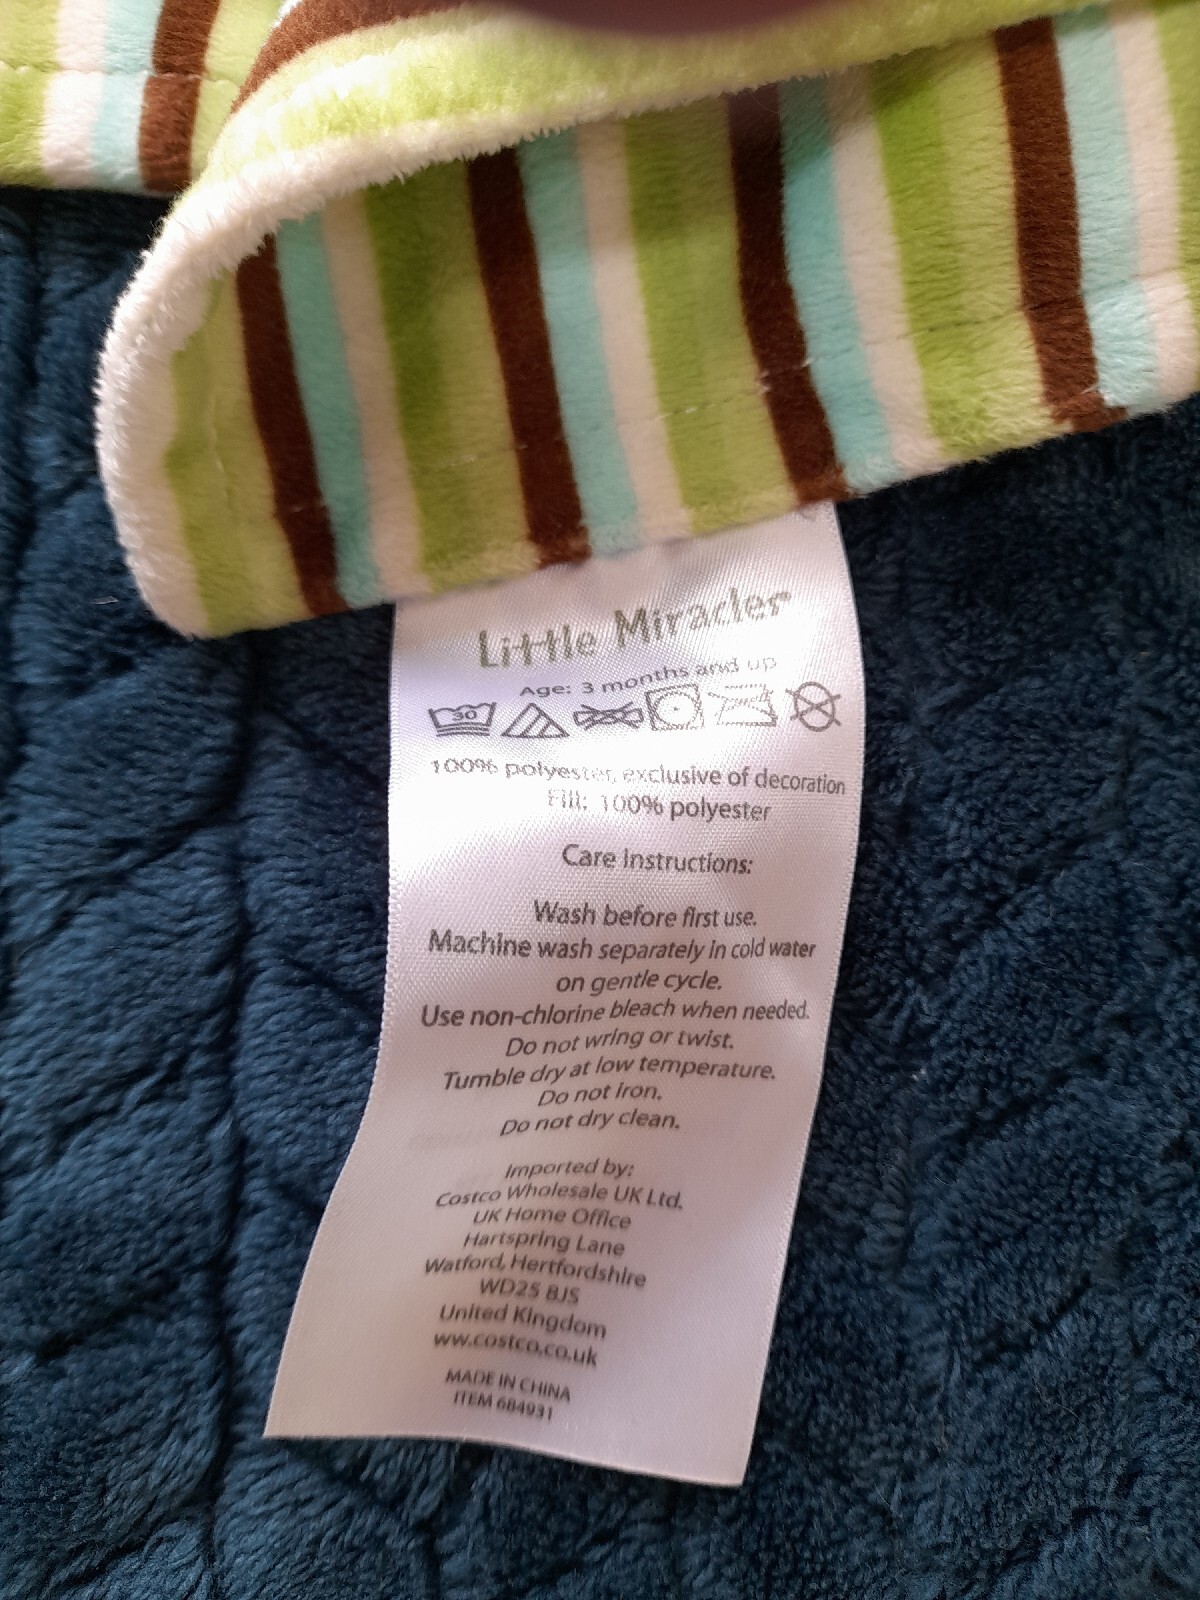 Little Miracles®
Age: 3 months and up
30
100% polyester, exclusive of decoration
Fill: 100% polyester
Care Instructions:
Wash before first use.
Machine wash separately in cold water
on gentle cycle.
Use non-chlorine bleach when needed.
Do not wring or twist.
Tumble dry at low temperature.
Do not iron.
Do not dry clean.
Imported by:
Costco Wholesale UK Ltd.
UK Home Office
Hartspring Lane
Watford, Hertfordshire
WD25 8JS
United Kingdom
ww.costco.co.uk
MADE IN CHINA
ITEM 684931